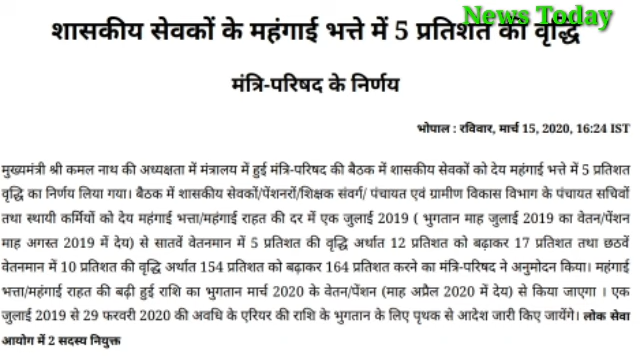 News Today
शासकीय सेवकों के महंगाई भत्ते में 5 प्रतिशत की वृद्धि
मंत्रि-परिषद के निर्णय
भोपाल : रविवार, मार्च 15, 2020, 16:24 IST
मुख्यमंत्री श्री कमल नाथ की अध्यक्षता में मंत्रालय में हुई मंत्रि-परिषद की बैठक में शासकीय सेवकों को देय महंगाई भत्ते में 5 प्रतिशत
वृद्धि का निर्णय लिया गया। बैठक में शासकीय सेवकों/पेंशनरों/शिक्षक संवर्ग/ पंचायत एवं ग्रामीण विकास विभाग के पंचायत सचिवों
तथा स्थायी कर्मियों को देय महंगाई भत्ता/महंगाई राहत की दर में एक जुलाई 2019 ( भुगतान माह जुलाई 2019 का वेतन/पेंशन
माह अगस्त 2019 में देय) से सातवें वेतनमान में 5 प्रतिशत की वृद्धि अर्थात 12 प्रतिशत को बढ़ाकर 17 प्रतिशत तथा छठवें
वेतनमान में 10 प्रतिशत की वृद्धि अर्थात 154 प्रतिशत को बढ़ाकर 164 प्रतिशत करने का मंत्रि-परिषद ने अनुमोदन किया। महंगाई
भत्ता/महंगाई राहत की बढ़ी हुई राशि का भुगतान मार्च 2020 के वेतन/पेंशन (माह अप्रैल 2020 में देय) से किया जाएगा । एक
जुलाई 2019 से 29 फरवरी 2020 की अवधि के एरियर की राशि के भुगतान के लिए पृथक से आदेश जारी किए जायेंगे। लोक सेवा
आयोग में 2 सदस्य नियुक्त